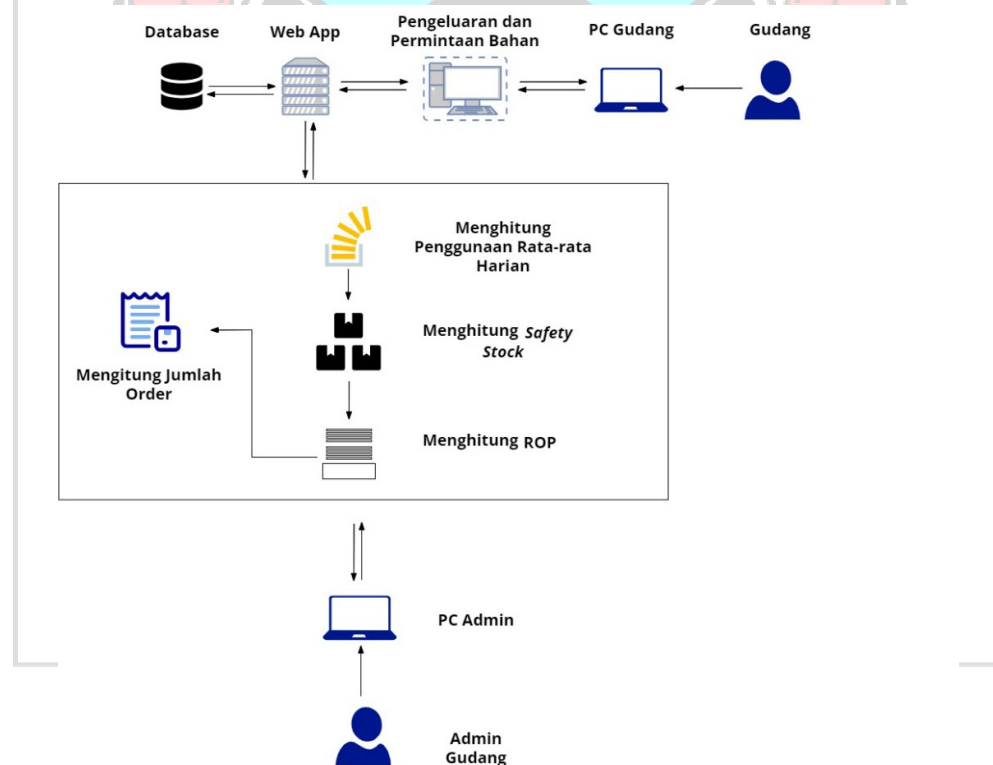 Database
Web App
Pengeluaran dan
Permintaan Bahan
PC Gudang
Gudang
Menghitung
Penggunaan Rata-rata
Harian
Menghitung Safety
Stock
Mengitung Jumlah
Order
Menghitung ROP
PC Admin
Admin
Gudang